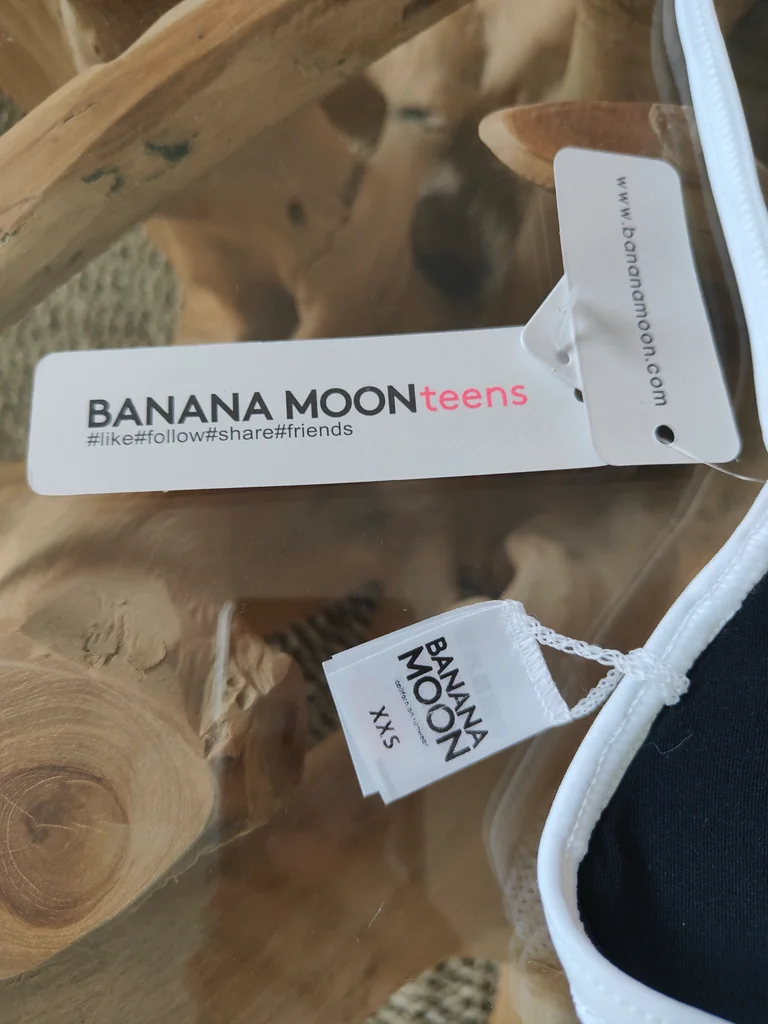 www.bananamoon.com
BANANA MOONteens
#like#follow#share#friends
BANANA
MOON
XXS